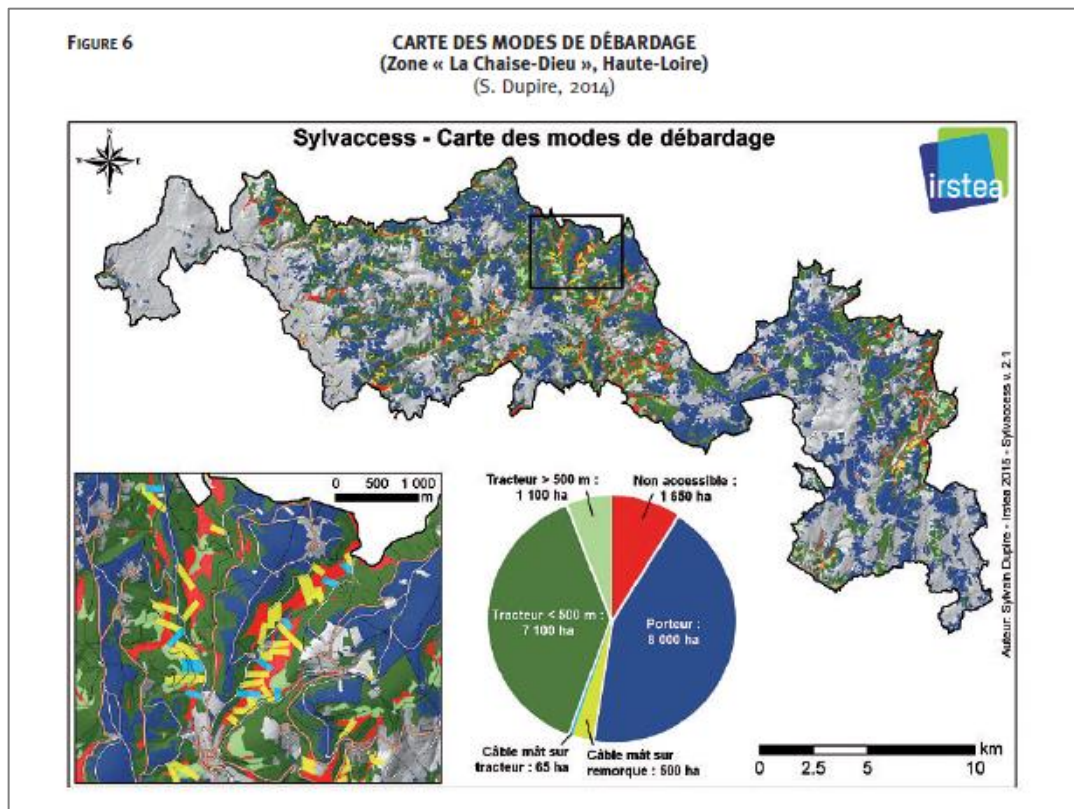 FIGURE 6
CARTE DES MODES DE DÉBARDAGE
(Zone « La Chaise-Dieu », Haute-Loire)
(S. Dupire, 2014)
Sylvaccess - Carte des modes de débardage
N
E
S
irstea
0 500 1 000
m
Tracteur > 500 m :
1 100 ha
Non accessible :
1 650 ha
Tracteur < 500 m :
7 100 ha
Porteur :
8 000 ha
Câble mât sur
tracteur : 65 ha
Câble mât sur
remorque : 500 ha
km
0 2.5 5 10
Auteur: Sylvain Dupire - Irstea 2015 - Sylvaccess v. 2.1